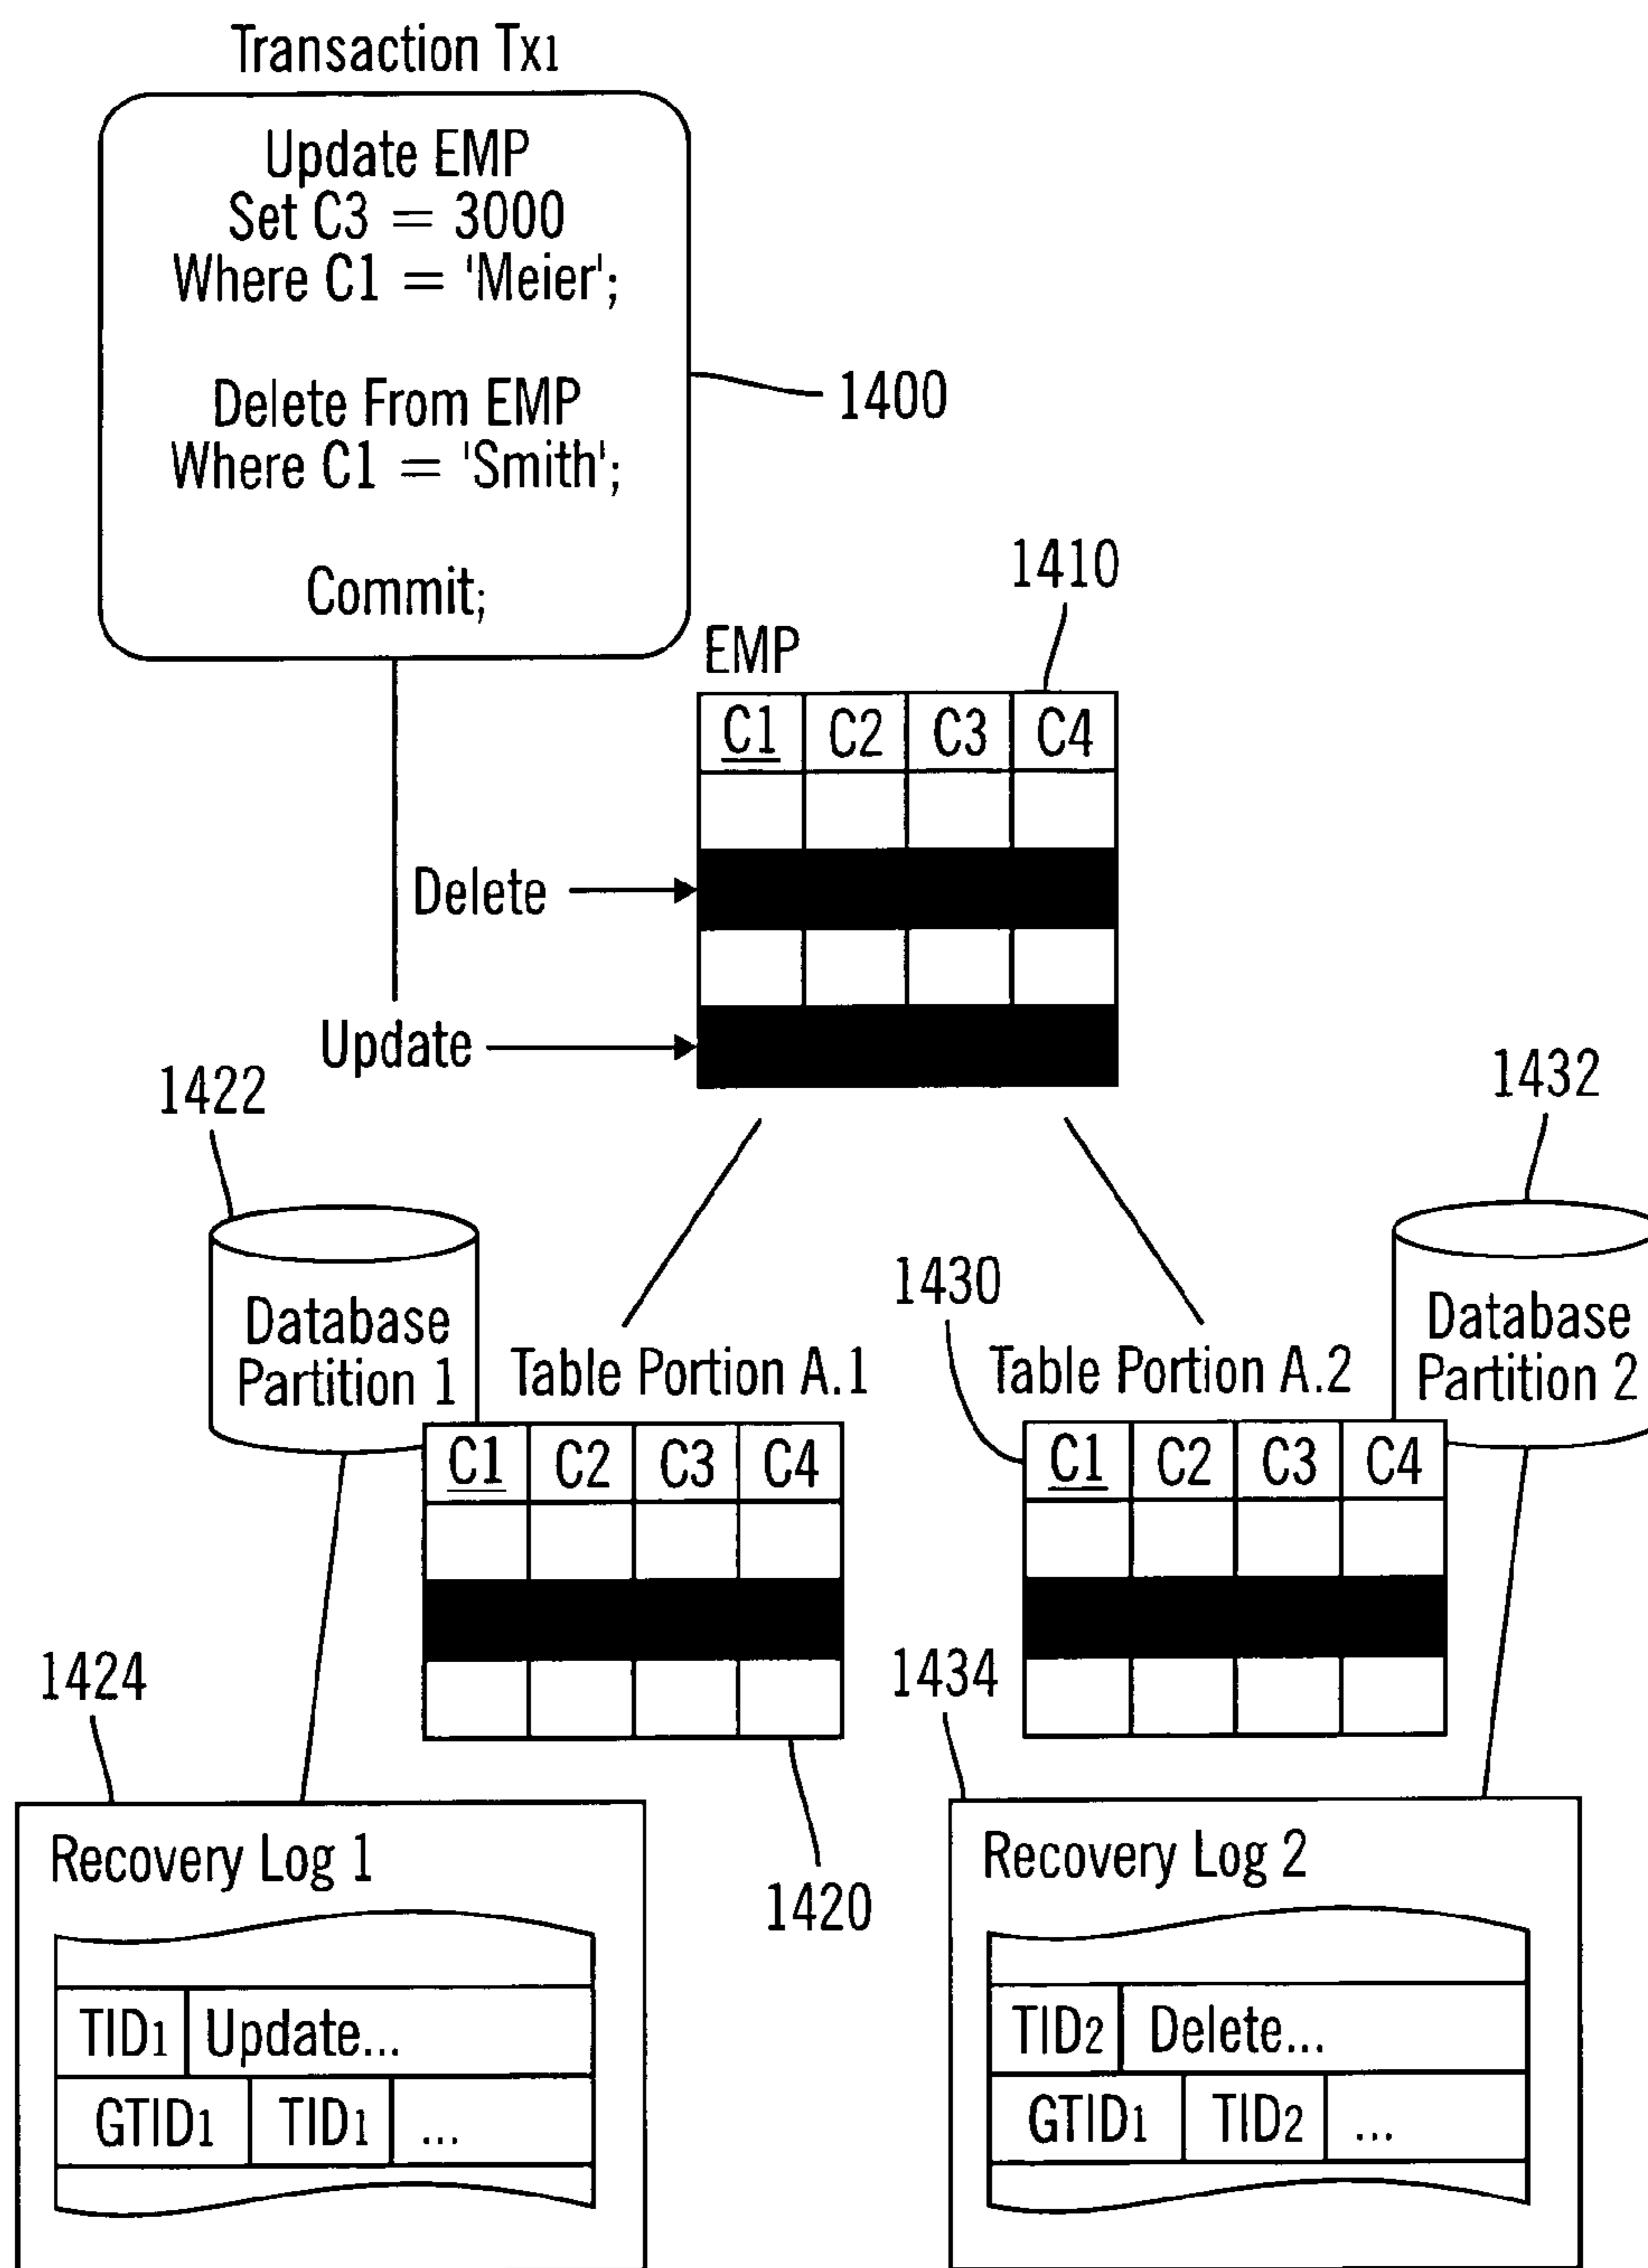 Transaction Tx1
Update EMP
Set C3 = 3000
Where C1 = 'Meier';
Delete From EMP
Where C1 = 'Smith';
Commit;
1400
1410
EMP
C1 C2 C3 C4
Delete
Update
1422
1432
Database
Partition 1
1430
Database
Partition 2
Table Portion A.1
Table Portion A.2
C1 C2 C3 C4
C1 C2 C3 C4
1424
1434
1420
Recovery Log 1
TID1 Update...
GTID1 TID1 ...
Recovery Log 2
TID2 Delete...
GTID1 TID2 ...